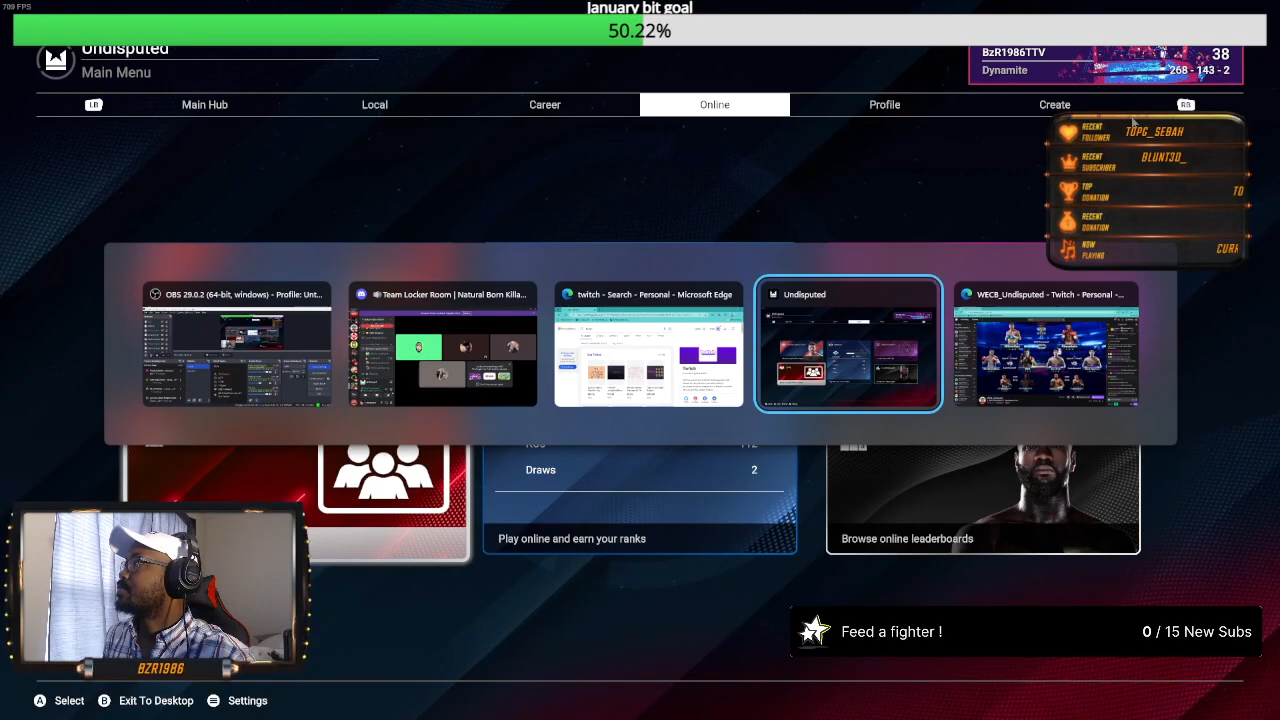 709 FPS
January bit goal
50.22%
Undisputed
Main Menu
BzR1986TTV
38
Dynamite
268 - 143 - 2
LB
Main Hub
Local
Career
Online
Profile
Create
RB
RECENT FOLLOWER
TOPG_SEBAH
RECENT SUBSCRIBER
BLUNT3D_
TOP DONATION
TO
RECENT DONATION
NOW PLAYING
CURR
OBS 29.0.2 (64-bit, windows) - Profile: Unt...
Team Locker Room | Natural Born Killa...
twitch - Search - Personal - Microsoft Edge
Undisputed
WECB_Undisputed - Twitch - Personal -...
Draws
2
Play online and earn your ranks
Browse online leaderboards
BZR1986
Feed a fighter !
0 / 15 New Subs
A Select
B Exit To Desktop
Settings